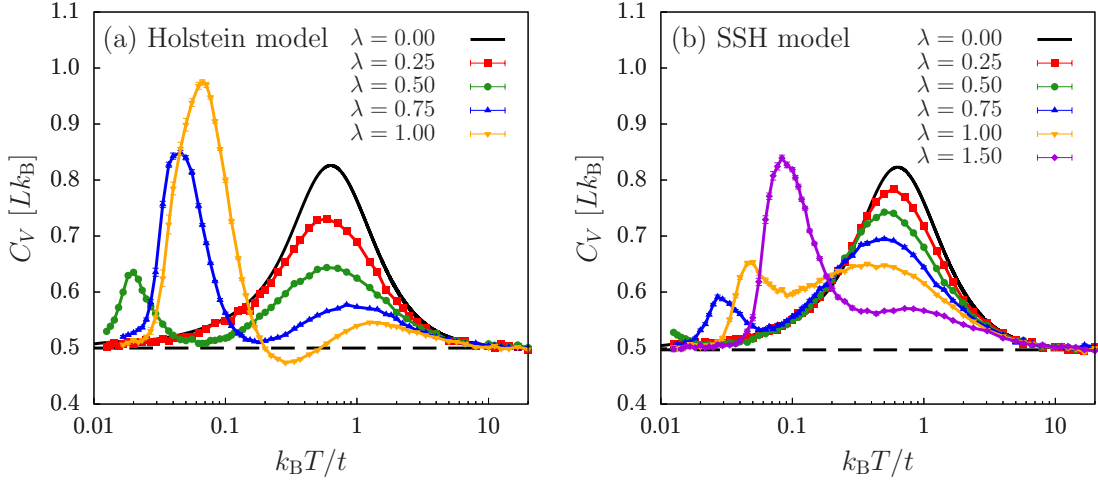 (a) Holstein model
λ = 0.00
λ = 0.25
λ = 0.50
λ = 0.75
λ = 1.00
1.1
1.0
0.9
0.8
0.7
0.6
0.5
0.4
C_V [Lk_B]
0.01 0.1 1 10
k_BT/t
(b) SSH model
λ = 0.00
λ = 0.25
λ = 0.50
λ = 0.75
λ = 1.00
λ = 1.50
1.1
1.0
0.9
0.8
0.7
0.6
0.5
0.4
C_V [Lk_B]
0.01 0.1 1 10
k_BT/t